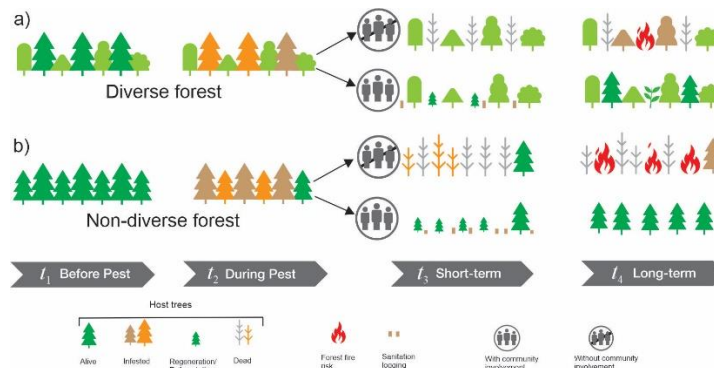 a)
Diverse forest
b)
Non-diverse forest
t1 Before Pest
t2 During Pest
t3 Short-term
t4 Long-term
Host trees
Alive
Infested
Regeneration/
Dead
Forest fire
risk
Sanitation
logging
With community
involvement
Without community
involvement